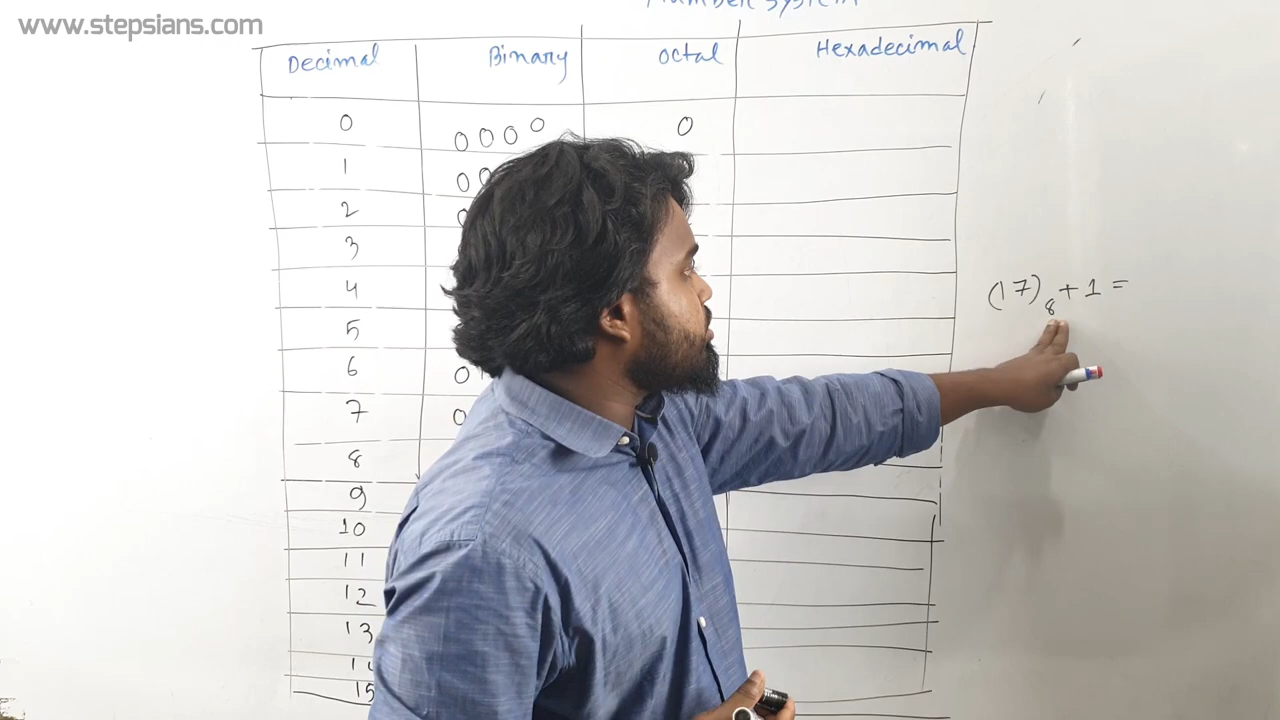 www.stepsians.com
Number System
Decimal Binary Octal Hexadecimal
0 0000 0
1 00
2 0
3
4
5
6 0
7 0
8
9
10
11
12
13
15
(17)8 + 1 =